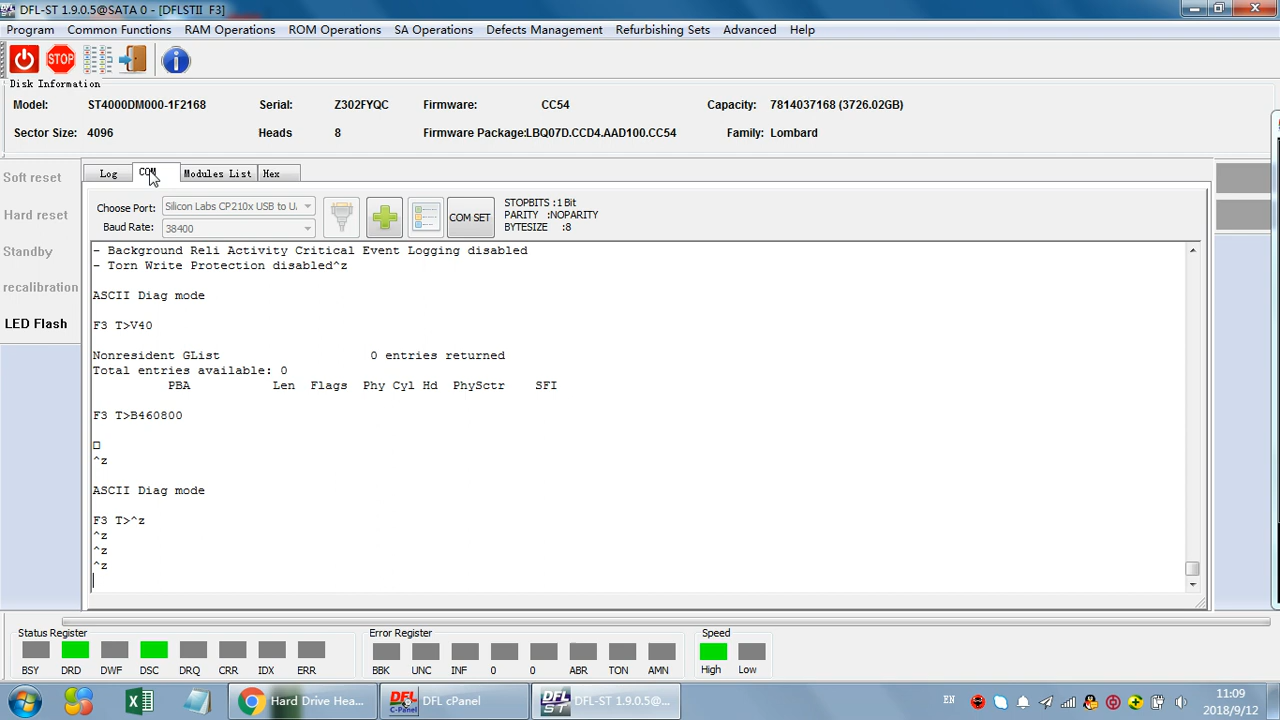 DFL-ST 1.9.0.5@SATA 0 - [DFLSTII F3]
Program Common Functions RAM Operations ROM Operations SA Operations Defects Management Refurbishing Sets Advanced Help
STOP
Disk Information
Model: ST4000DM000-1F2168 Serial: Z302FYQC Firmware: CC54 Capacity: 7814037168 (3726.02GB)
Sector Size: 4096 Heads 8 Firmware Package:LBQ07D.CCD4.AAD100.CC54 Family: Lombard
Log COM Modules List Hex
Soft reset
Hard reset
Standby
recalibration
LED Flash
Choose Port: Silicon Labs CP210x USB to U
Baud Rate: 38400
COM SET
STOPBITS :1 Bit
PARITY :NOPARITY
BYTESIZE :8
- Background Reli Activity Critical Event Logging disabled
- Torn Write Protection disabled^z
ASCII Diag mode
F3 T>V40
Nonresident GList 0 entries returned
Total entries available: 0
PBA Len Flags Phy Cyl Hd PhySctr SFI
F3 T>B460800
□
^z
ASCII Diag mode
F3 T>^z
^z
^z
^z
Status Register Error Register Speed
BSY DRD DWF DSC DRQ CRR IDX ERR BBK UNC INF 0 0 ABR TON AMN High Low
Hard Drive Hea... DFL C-Panel DFL cPanel DFL ST DFL-ST 1.9.0.5@... EN 11:09
2018/9/12